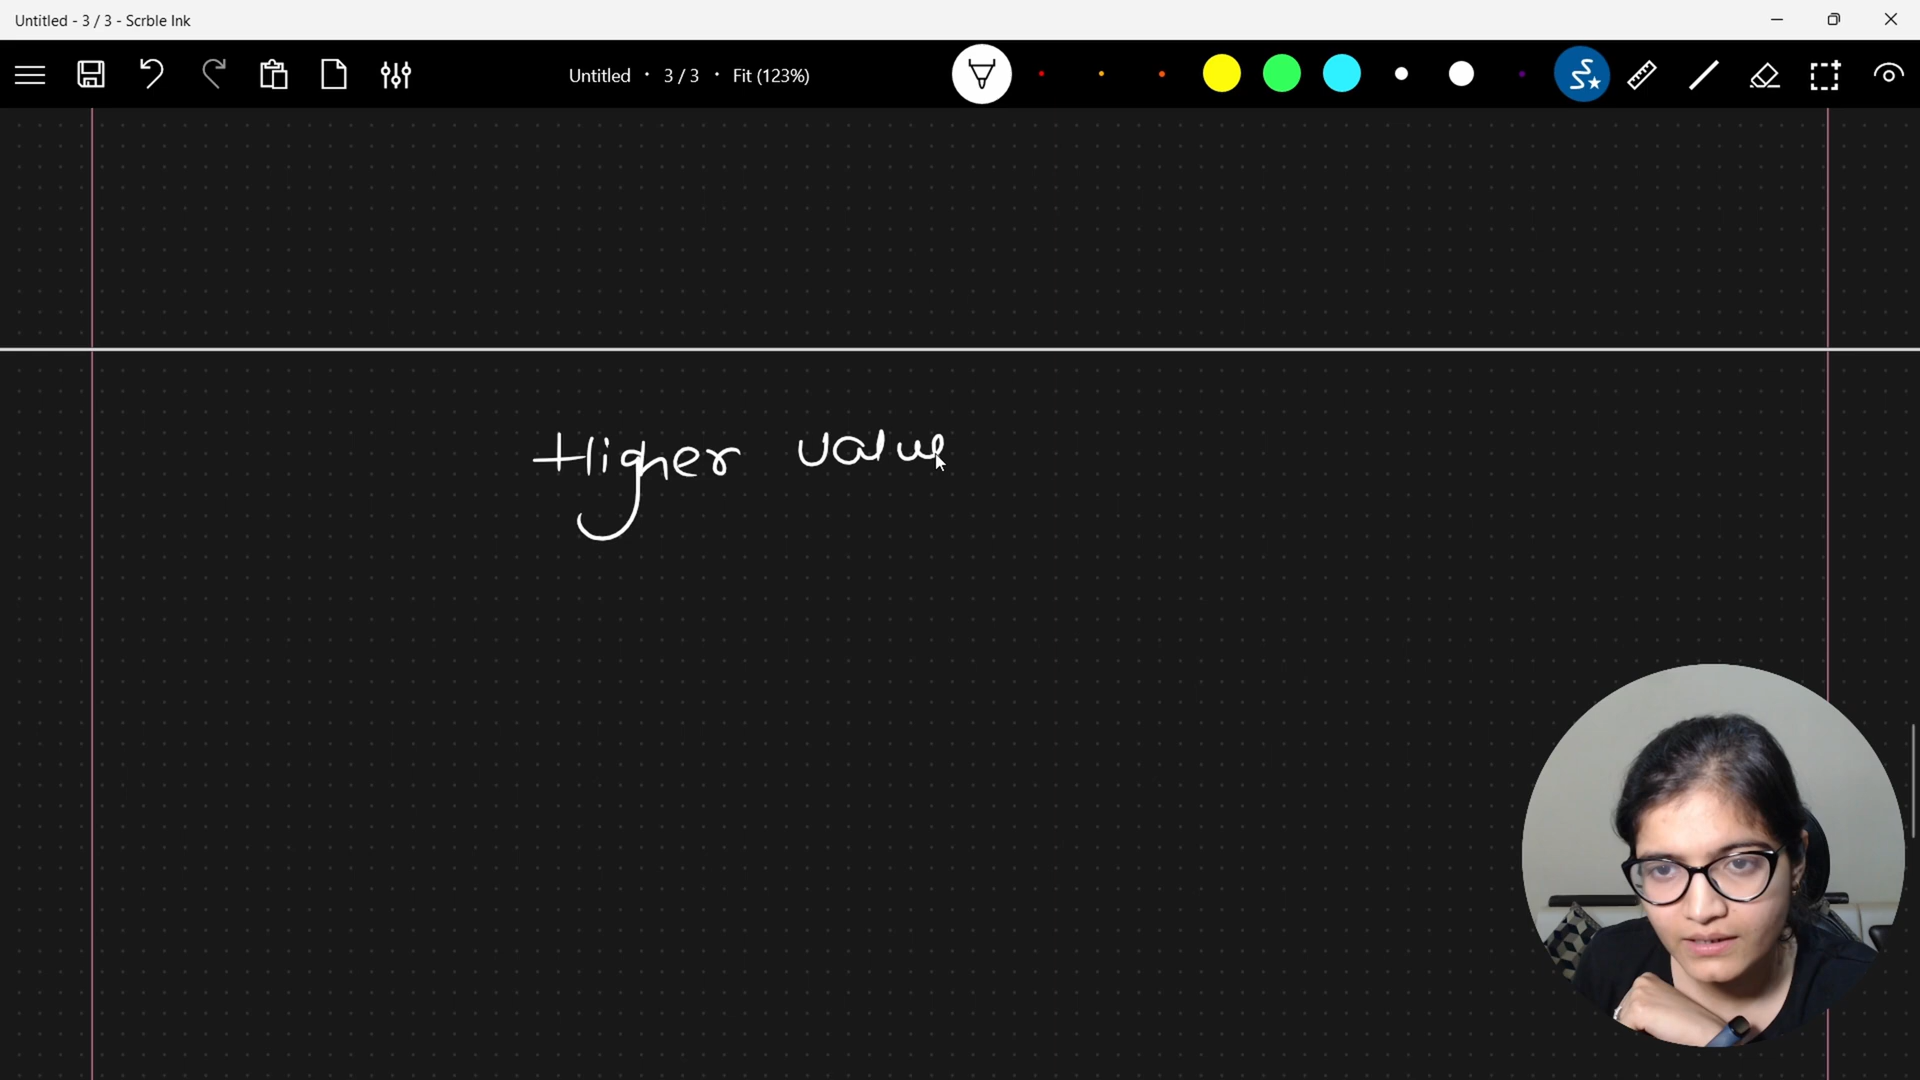 Untitled - 3 / 3 - Scrble Ink
Untitled • 3 / 3 • Fit (123%)
Higher value